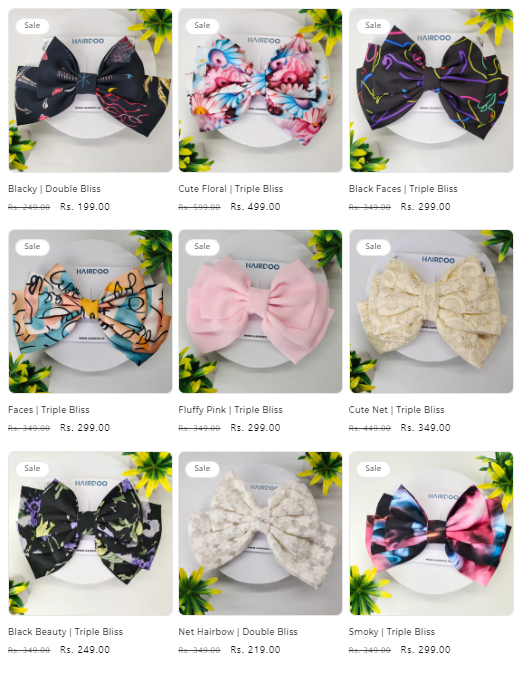 Sale
HAIRDOO
Sale
HAIRDOO
Sale
HAIRDOO
Blacky | Double Bliss
Cute Floral | Triple Bliss
Black Faces | Triple Bliss
Rs. 249.00 Rs. 199.00
Rs. 599.00 Rs. 499.00
Rs. 349.00 Rs. 299.00
Sale
HAIRDOO
Sale
HAIRDOO
Sale
HAIRDOO
Faces | Triple Bliss
Fluffy Pink | Triple Bliss
Cute Net | Triple Bliss
Rs. 349.00 Rs. 299.00
Rs. 349.00 Rs. 299.00
Rs. 449.00 Rs. 349.00
Sale
HAIRDOO
Sale
HAIRDOO
Sale
HAIRDOO
Black Beauty | Triple Bliss
Net Hairbow | Double Bliss
Smoky | Triple Bliss
Rs. 349.00 Rs. 249.00
Rs. 349.00 Rs. 219.00
Rs. 349.00 Rs. 299.00